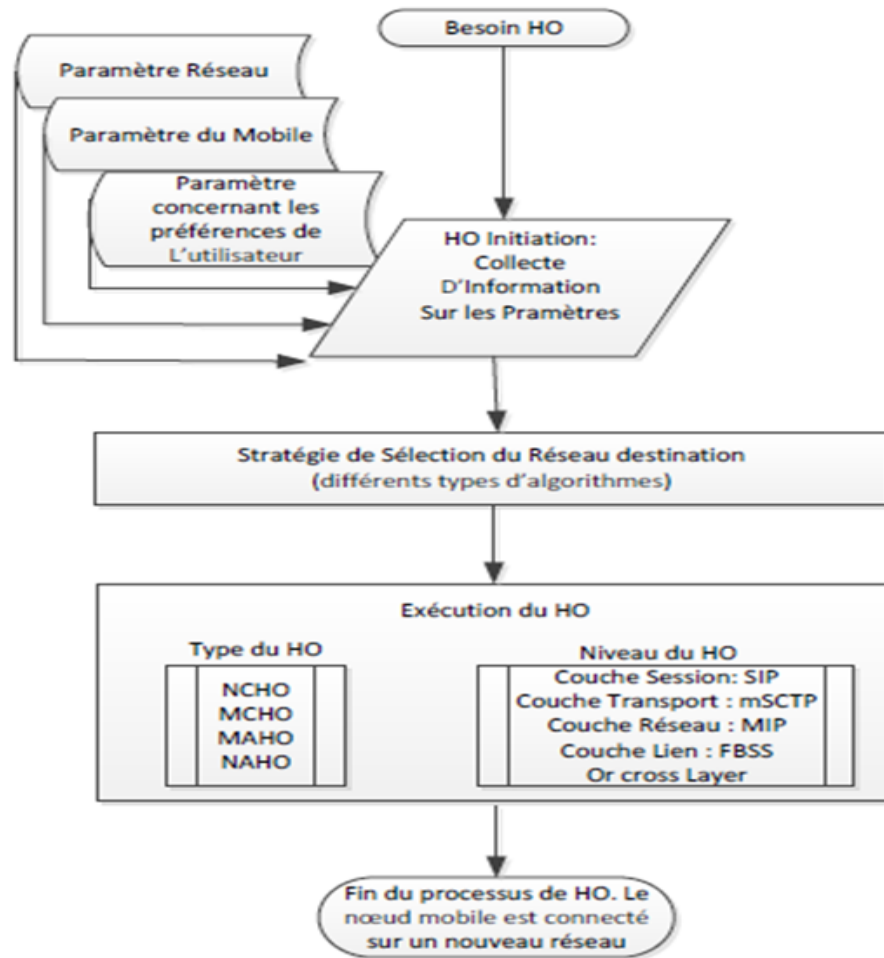 Besoin HO
Paramètre Réseau
Paramètre du Mobile
Paramètre
concernant les
préférences de
L'utilisateur
HO Initiation:
Collecte
D'Information
Sur les Pramètres
Stratégie de Sélection du Réseau destination
(différents types d'algorithmes)
Exécution du HO
Type du HO
NCHO
MCHO
MAHO
NAHO
Niveau du HO
Couche Session: SIP
Couche Transport : mSCTP
Couche Réseau : MIP
Couche Lien : FBSS
Or cross Layer
Fin du processus de HO. Le
nœud mobile est connecté
sur un nouveau réseau